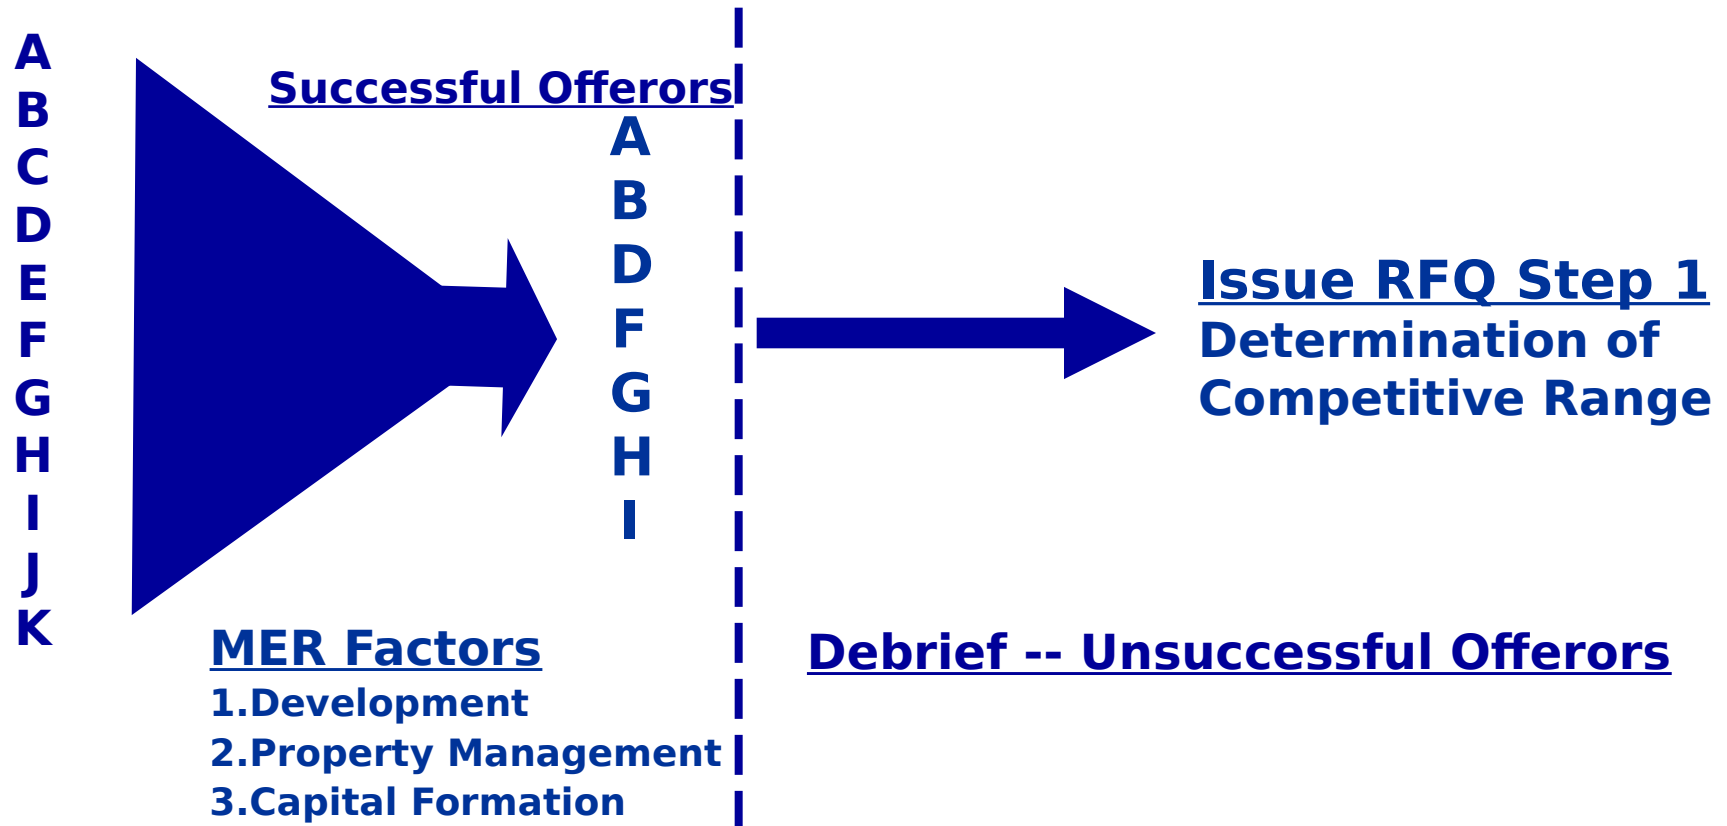 A
B
C
D
E
F
G
H
I
J
K
Successful Offerors
A
B
D
F
G
H
I
MER Factors
1.Development
2.Property Management
3.Capital Formation
Issue RFQ Step 1
Determination of
Competitive Range
Debrief -- Unsuccessful Offerors